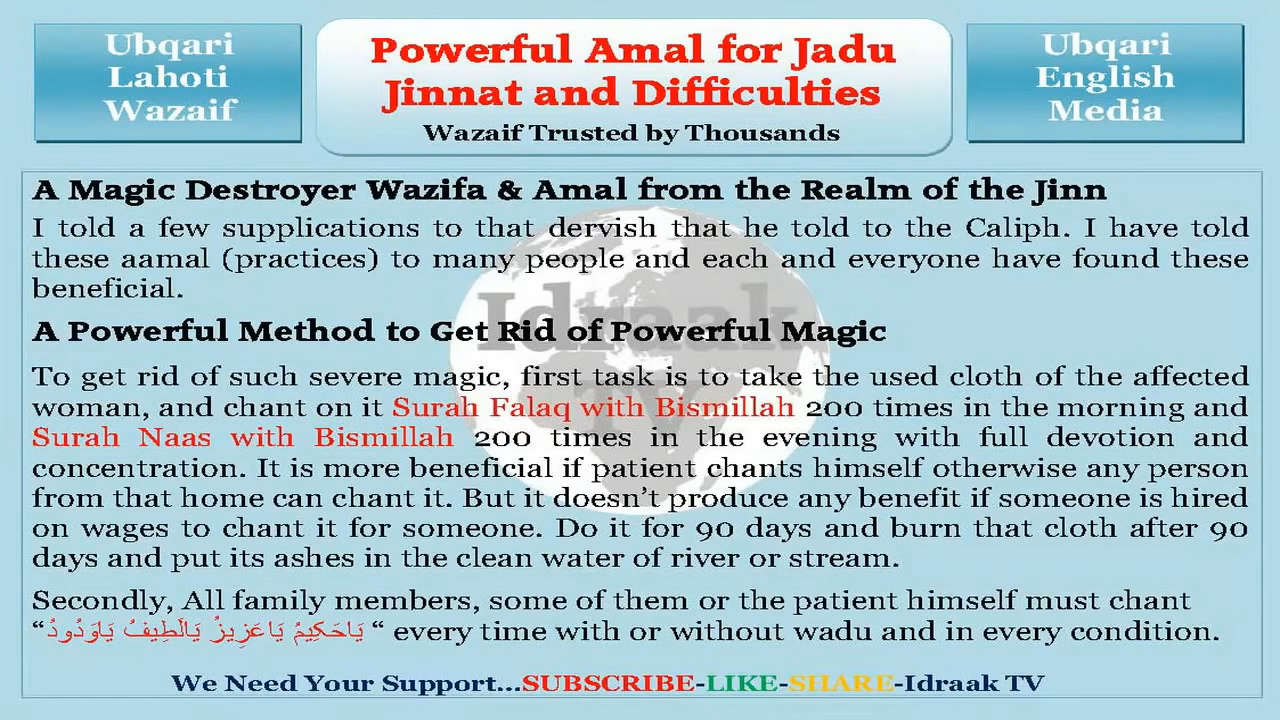 Ubqari
Lahoti
Wazaif
Powerful Amal for Jadu
Jinnat and Difficulties
Wazaif Trusted by Thousands
Ubqari
English
Media
A Magic Destroyer Wazifa & Amal from the Realm of the Jinn
I told a few supplications to that dervish that he told to the Caliph. I have told
these aamal (practices) to many people and each and everyone have found these
beneficial.
A Powerful Method to Get Rid of Powerful Magic
To get rid of such severe magic, first task is to take the used cloth of the affected
woman, and chant on it Surah Falaq with Bismillah 200 times in the morning and
Surah Naas with Bismillah 200 times in the evening with full devotion and
concentration. It is more beneficial if patient chants himself otherwise any person
from that home can chant it. But it doesn't produce any benefit if someone is hired
on wages to chant it for someone. Do it for 90 days and burn that cloth after 90
days and put its ashes in the clean water of river or stream.
Secondly, All family members, some of them or the patient himself must chant
“يَاحَكِيمُ يَاعَزِيزُ يَالَطِيفُ يَاوَدُودُ “ every time with or without wadu and in every condition.
We Need Your Support...SUBSCRIBE-LIKE-SHARE-Idraak TV
Idraak
TV